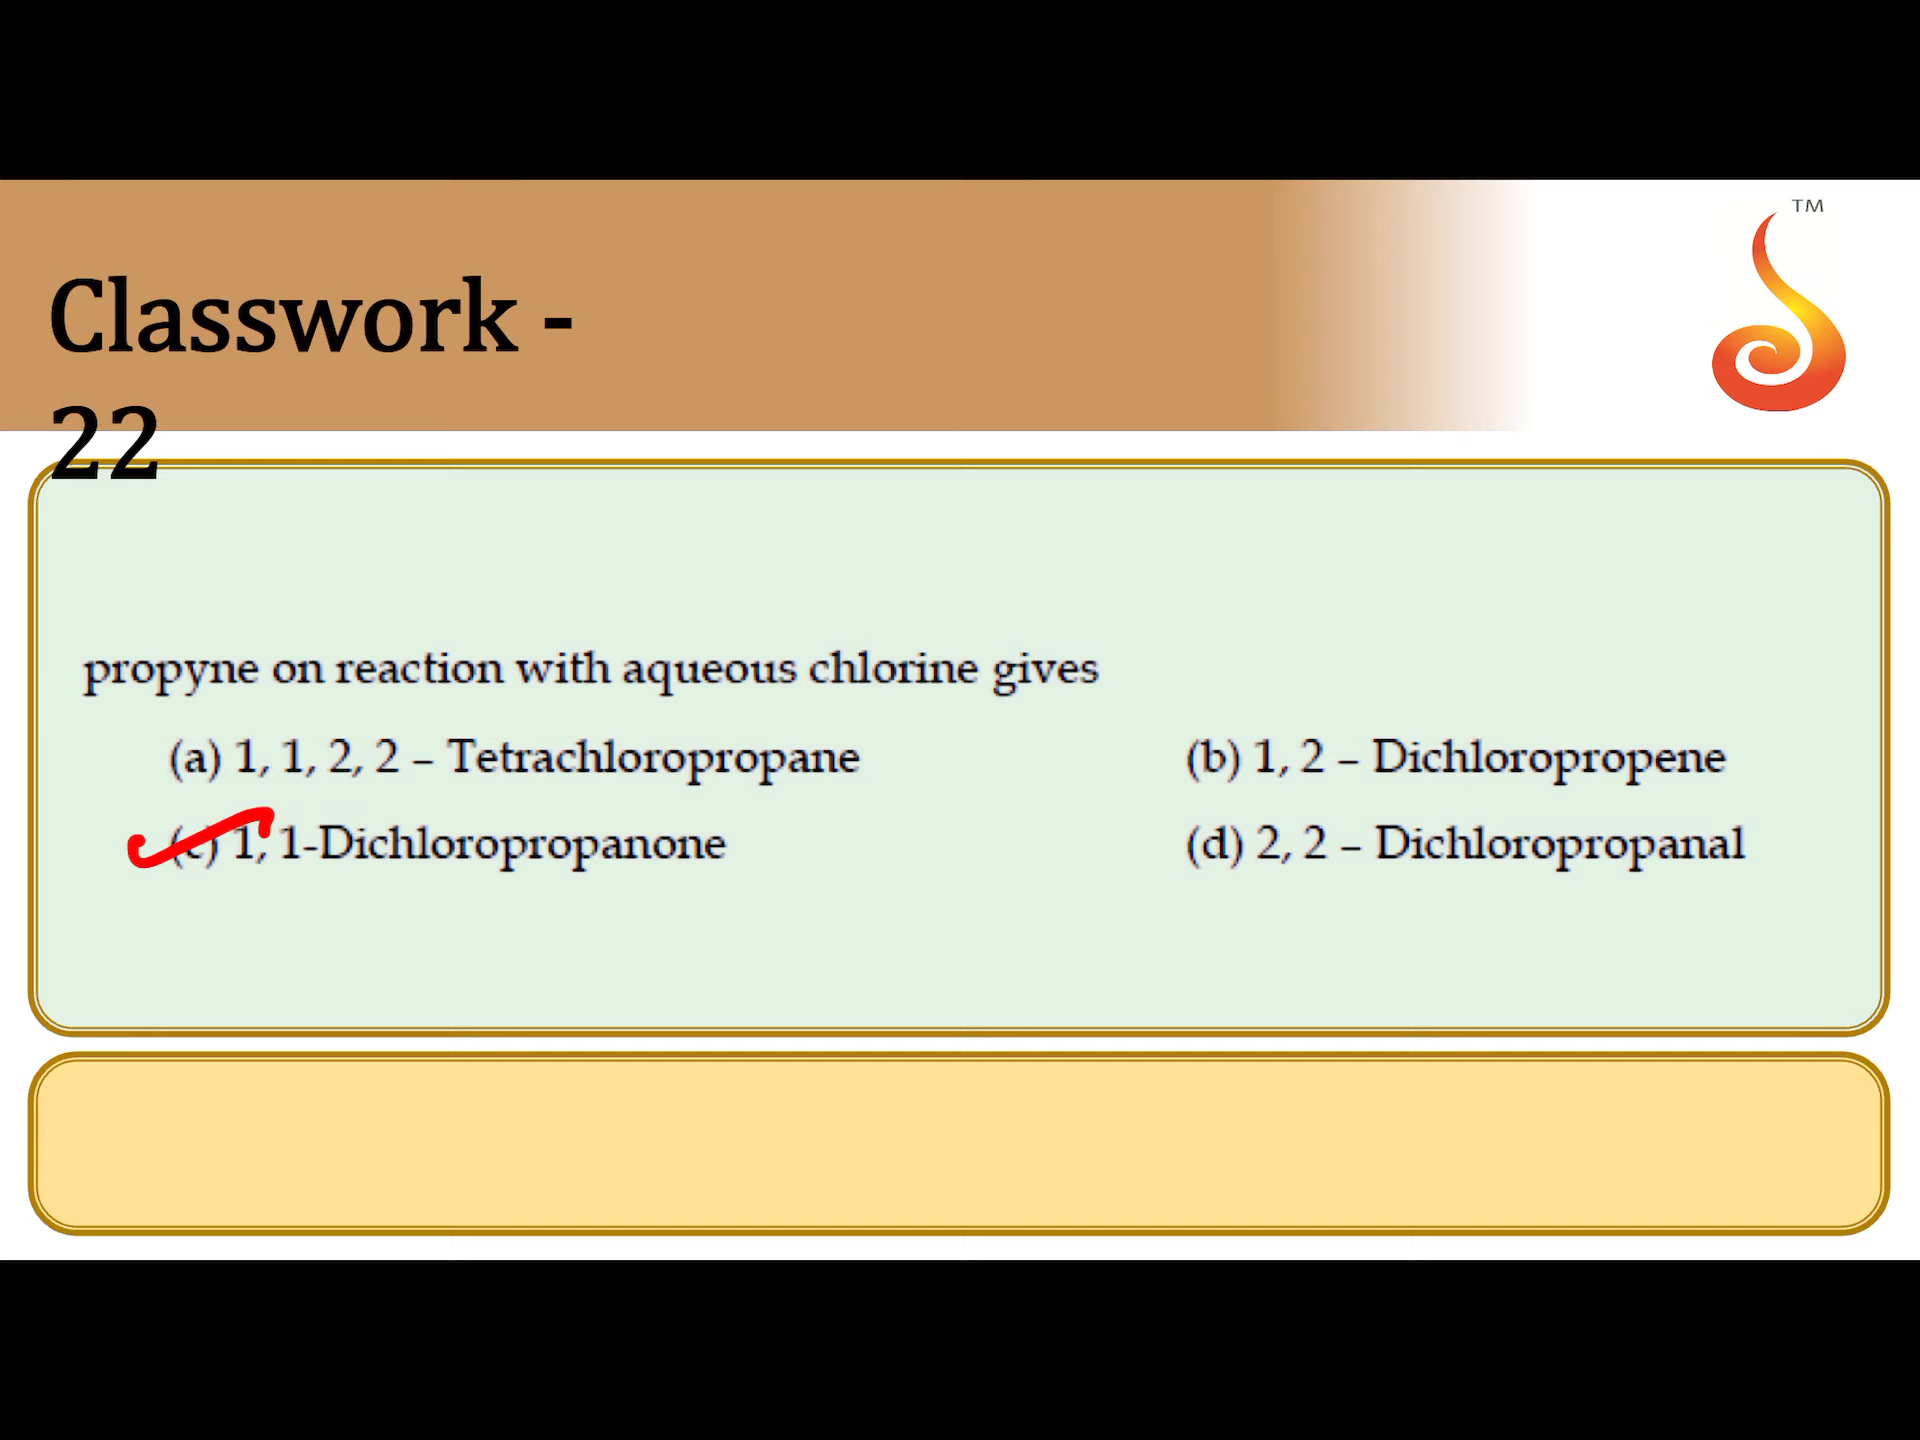 TM
Classwork -
22
propyne on reaction with aqueous chlorine gives
(a) 1, 1, 2, 2 – Tetrachloropropane (b) 1, 2 – Dichloropropene
(c) 1, 1-Dichloropropanone (d) 2, 2 – Dichloropropanal